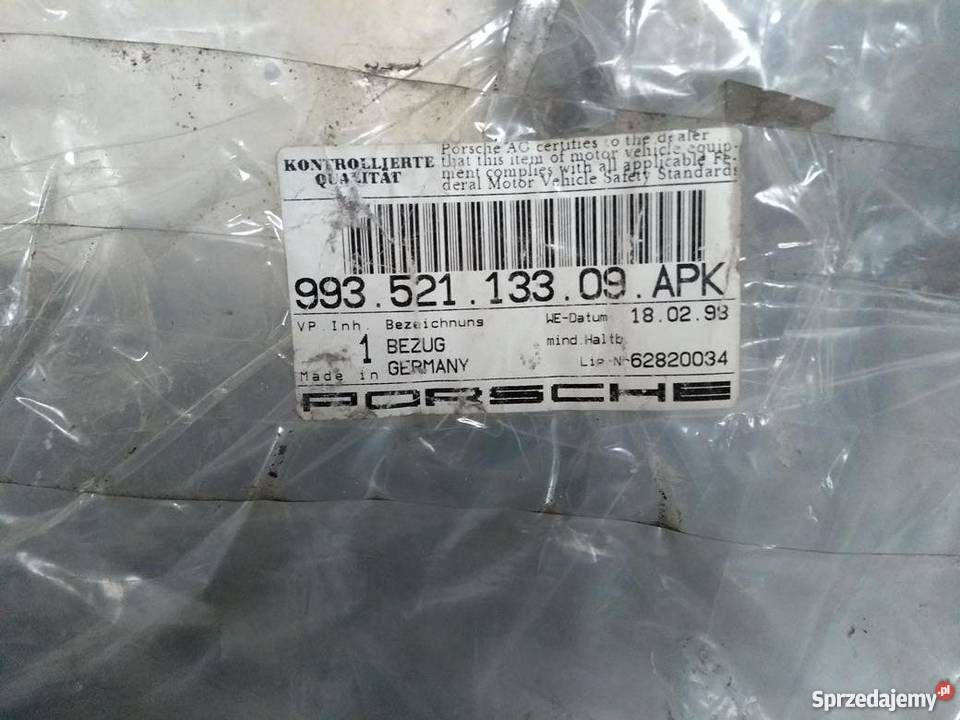 KONTROLLIERTE
QUALITÄT
Porsche AG certifies to the dealer
that this item of motor vehicle equip-
ment complies with all applicable Fe-
deral Motor Vehicle Safety Standards
993.521.133.09.APK
VP.Inh. Bezeichnung WE-Datum 18.02.98
1 BEZUG mind.Haltb.
Made in GERMANY Lie-Nr 62820034
PORSCHE
Sprzedajemy.pl